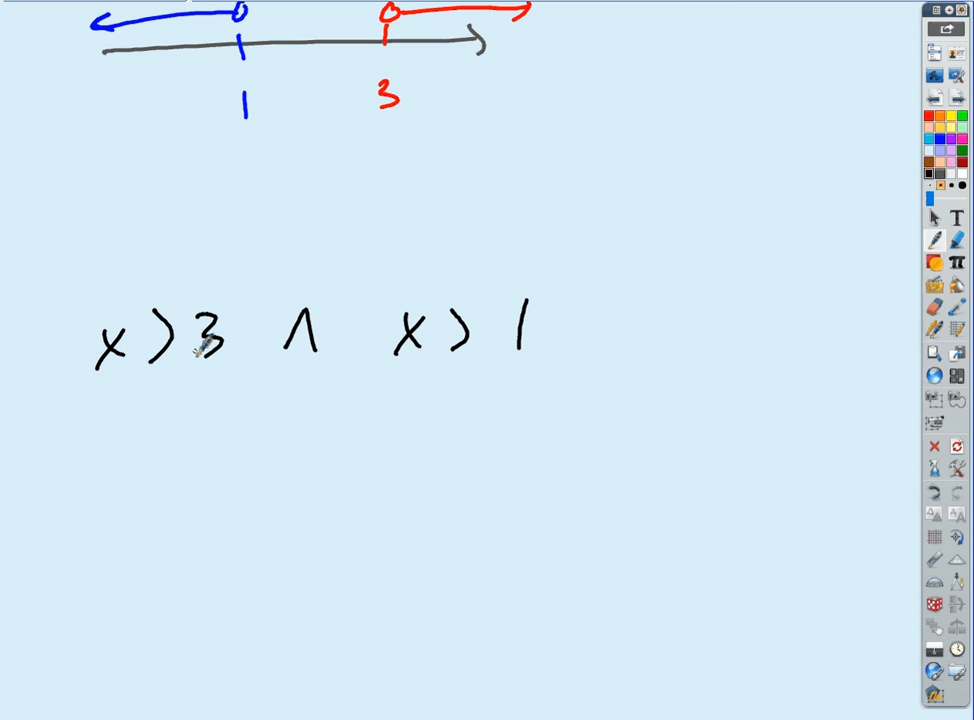 1 3
x > 3 ∧ x > 1